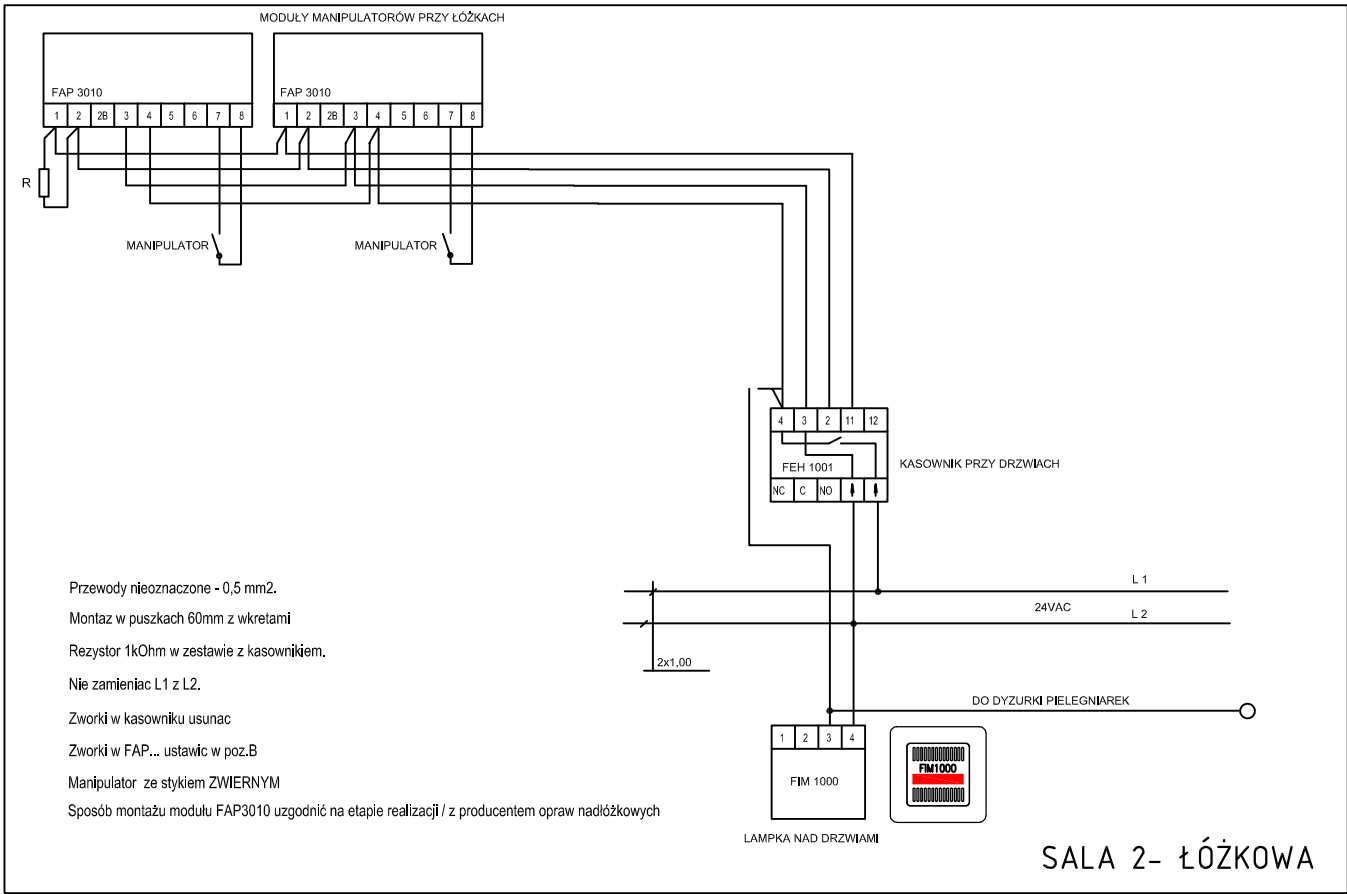 MODUŁY MANIPULATORÓW PRZY ŁÓŻKACH
FAP 3010
1 2 2B 3 4 5 6 7 8
FAP 3010
1 2 2B 3 4 5 6 7 8
R
MANIPULATOR
MANIPULATOR
4 3 2 11 12
FEH 1001
NC C NO
KASOWNIK PRZY DRZWIACH
L 1
24VAC
L 2
2x1,00
DO DYZURKI PIELEGNIAREK
1 2 3 4
FIM 1000
FIM1000
LAMPKA NAD DRZWIAMI
Przewody nieoznaczone - 0,5 mm2.
Montaz w puszkach 60mm z wkretami
Rezystor 1kOhm w zestawie z kasownikiem.
Nie zamieniac L1 z L2.
Zworki w kasowniku usunac
Zworki w FAP... ustawic w poz.B
Manipulator ze stykiem ZWIERNYM
Sposób montażu modułu FAP3010 uzgodnić na etapie realizacji / z producentem opraw nadłóżkowych
SALA 2- ŁÓŻKOWA